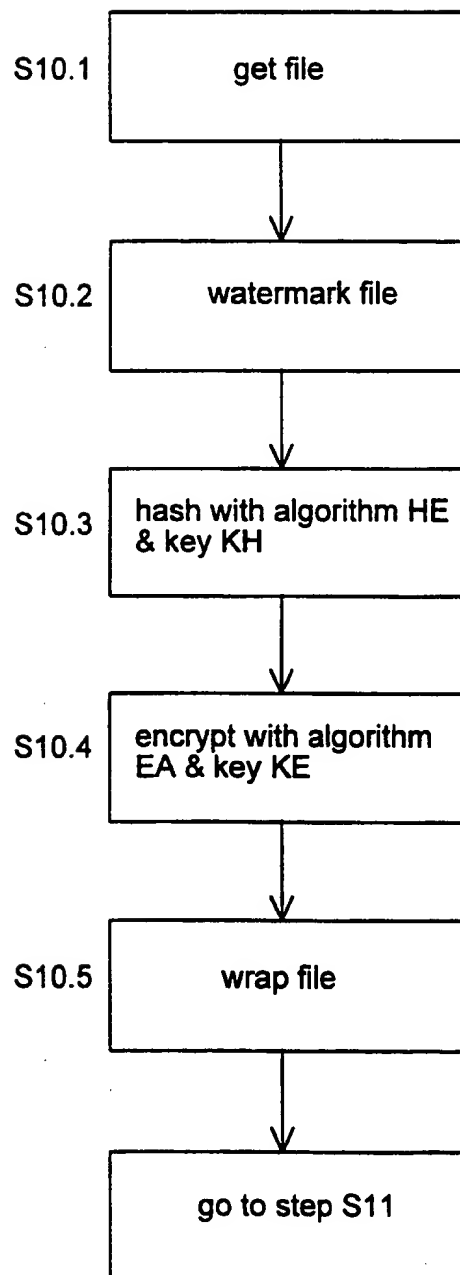 S10.1
get file
S10.2
watermark file
S10.3
hash with algorithm HE
& key KH
S10.4
encrypt with algorithm
EA & key KE
S10.5
wrap file
go to step S11